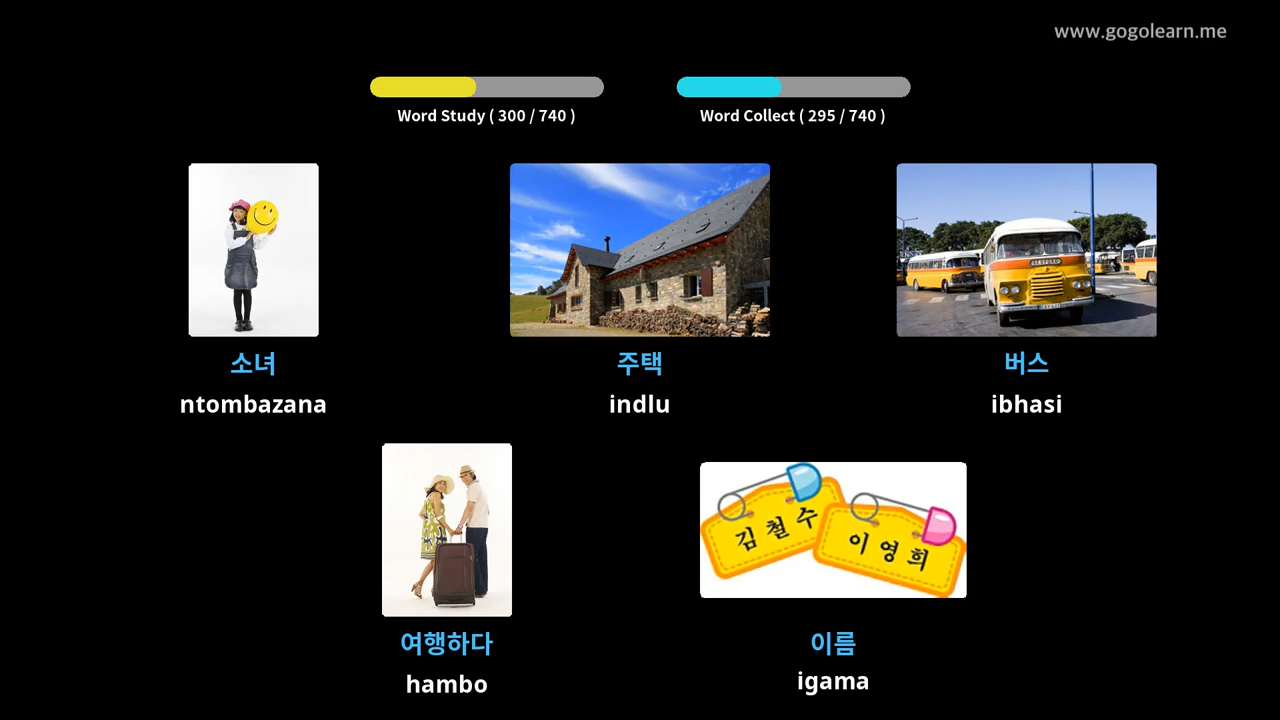 www.gogolearn.me
Word Study ( 300 / 740 )
Word Collect ( 295 / 740 )
소녀
ntombazana
주택
indlu
버스
ibhasi
BEDFORD
김철수
이영희
여행하다
hambo
이름
igama